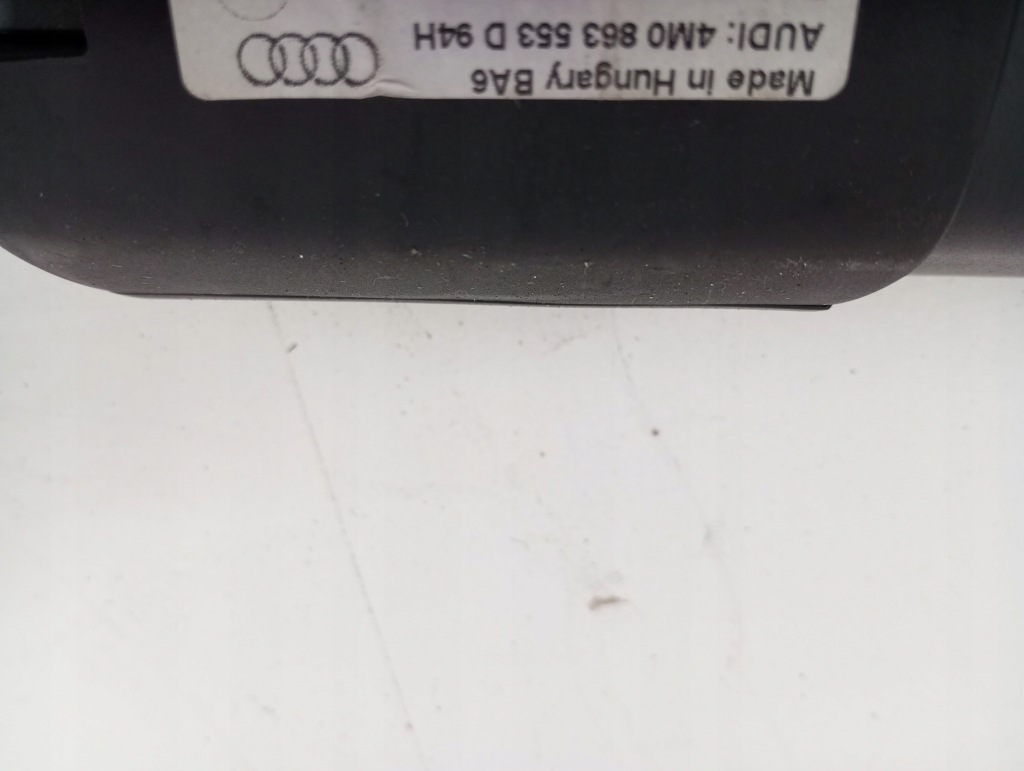 Made in Hungary BA6
AUDI: 4M0 863 553 D 94H